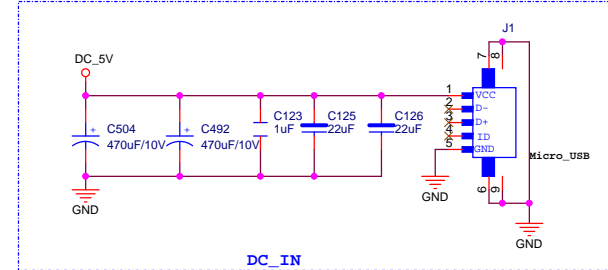 J1
7
8
DC_5V
1
VCC
2
D-
3
D+
4
ID
5
GND
C504
470uF/10V
C492
470uF/10V
C123
1uF
C125
22uF
C126
22uF
+
+
Micro_USB
6
9
GND
GND
GND
DC_IN